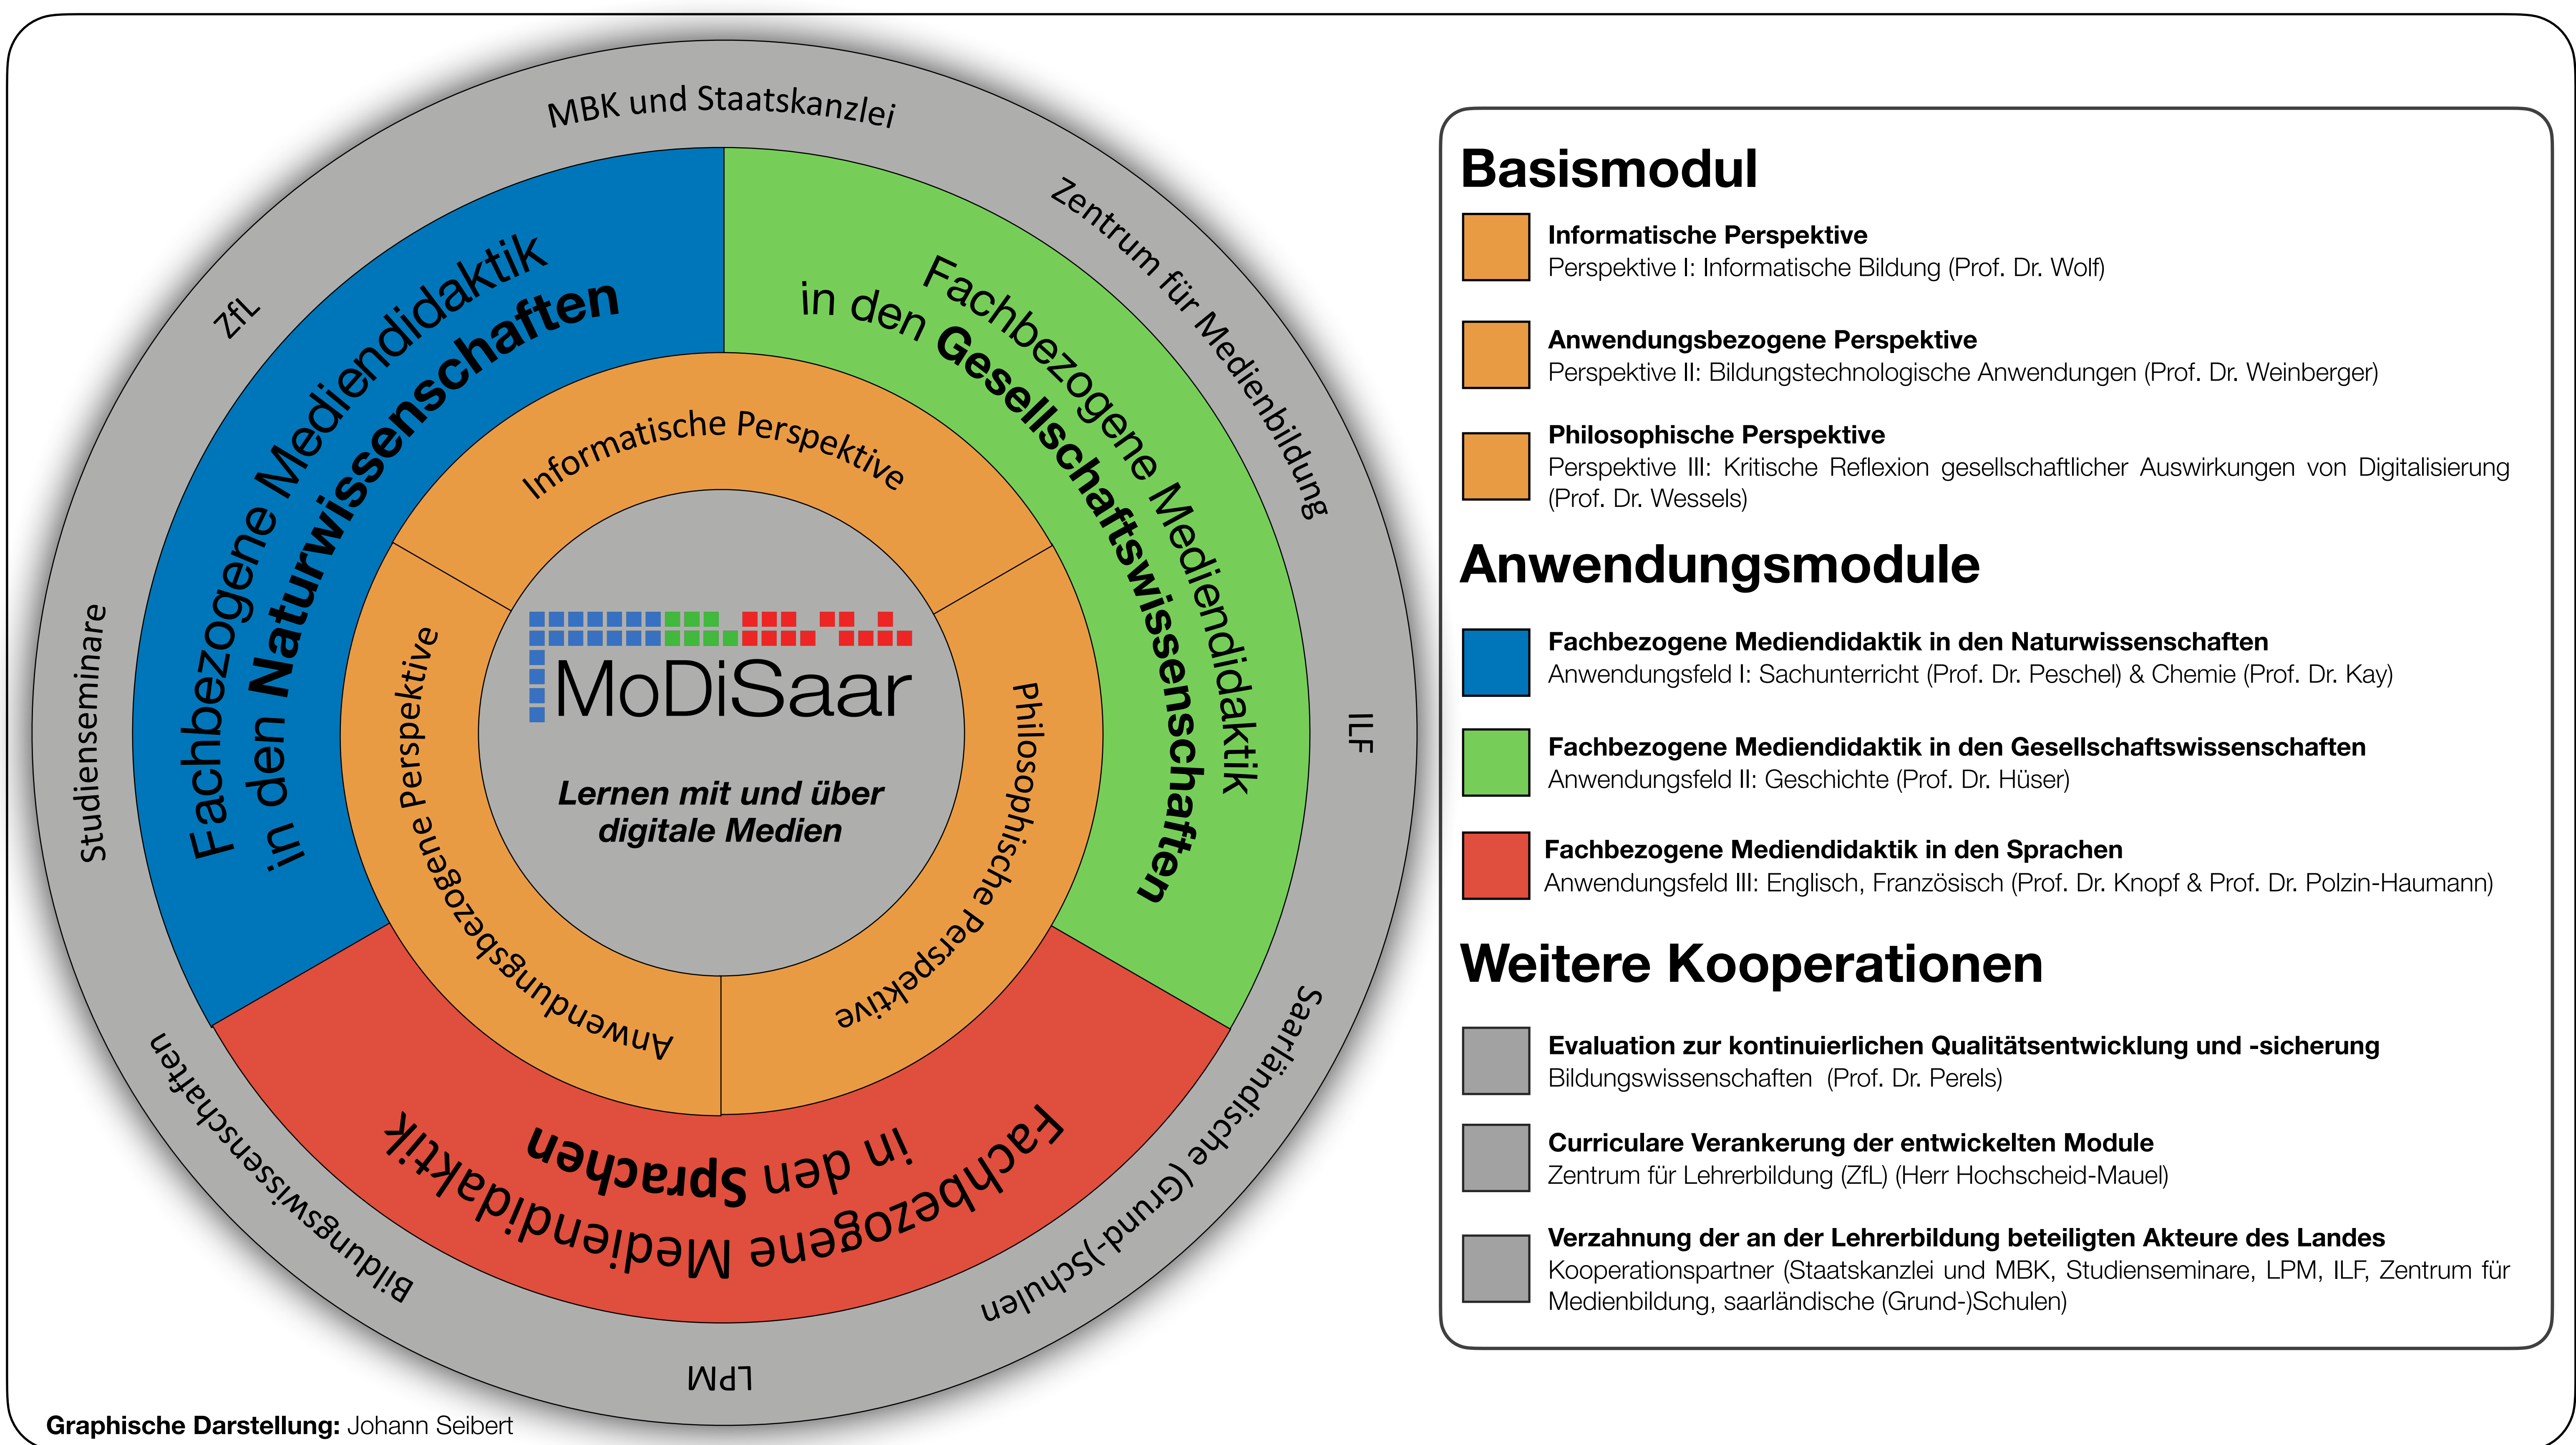 MBK und Staatskanzlei
Zentrum für Medienbildung
ILF
Saarländische (Grund-)Schulen
LPM
Bildungswissenschaften
Studienseminare
ZfL
Fachbezogene Mediendidaktik
in den Naturwissenschaften
Fachbezogene Mediendidaktik
in den Gesellschaftswissenschaften
Fachbezogene Mediendidaktik
in den Sprachen
Informatische Perspektive
Philosophische Perspektive
Anwendungsbezogene Perspektive
MoDiSaar
Lernen mit und über
digitale Medien
Graphische Darstellung: Johann Seibert
Basismodul
Informatische Perspektive
Perspektive I: Informatische Bildung (Prof. Dr. Wolf)
Anwendungsbezogene Perspektive
Perspektive II: Bildungstechnologische Anwendungen (Prof. Dr. Weinberger)
Philosophische Perspektive
Perspektive III: Kritische Reflexion gesellschaftlicher Auswirkungen von Digitalisierung
(Prof. Dr. Wessels)
Anwendungsmodule
Fachbezogene Mediendidaktik in den Naturwissenschaften
Anwendungsfeld I: Sachunterricht (Prof. Dr. Peschel) & Chemie (Prof. Dr. Kay)
Fachbezogene Mediendidaktik in den Gesellschaftswissenschaften
Anwendungsfeld II: Geschichte (Prof. Dr. Hüser)
Fachbezogene Mediendidaktik in den Sprachen
Anwendungsfeld III: Englisch, Französisch (Prof. Dr. Knopf & Prof. Dr. Polzin-Haumann)
Weitere Kooperationen
Evaluation zur kontinuierlichen Qualitätsentwicklung und -sicherung
Bildungswissenschaften (Prof. Dr. Perels)
Curriculare Verankerung der entwickelten Module
Zentrum für Lehrerbildung (ZfL) (Herr Hochscheid-Mauel)
Verzahnung der an der Lehrerbildung beteiligten Akteure des Landes
Kooperationspartner (Staatskanzlei und MBK, Studienseminare, LPM, ILF, Zentrum für
Medienbildung, saarländische (Grund-)Schulen)